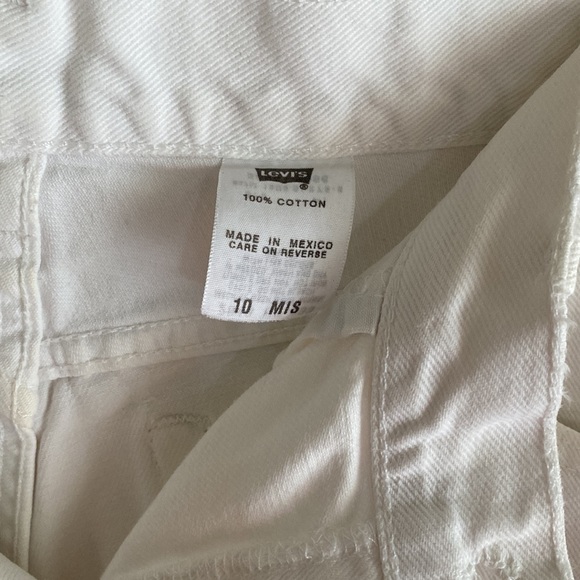 Levi's
®
100% COTTON
MADE IN MEXICO
CARE ON REVERSE
10 MIS